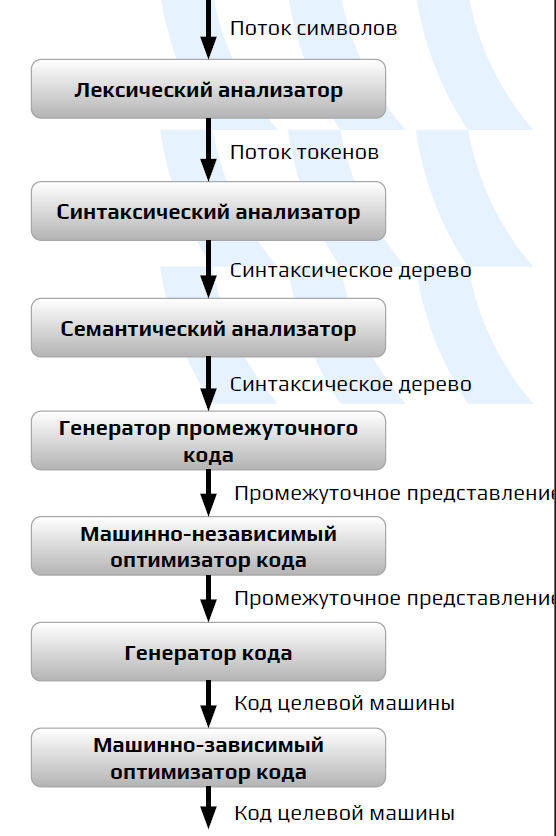 Поток символов
Лексический анализатор
Поток токенов
Синтаксический анализатор
Синтаксическое дерево
Семантический анализатор
Синтаксическое дерево
Генератор промежуточного
кода
Промежуточное представление
Машинно-независимый
оптимизатор кода
Промежуточное представление
Генератор кода
Код целевой машины
Машинно-зависимый
оптимизатор кода
Код целевой машины